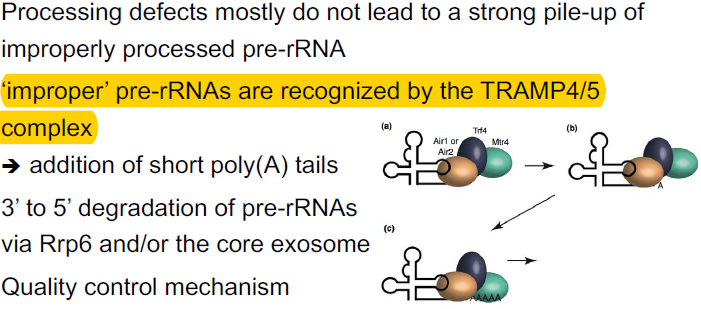 Processing defects mostly do not lead to a strong pile-up of
improperly processed pre-rRNA
‘improper’ pre-rRNAs are recognized by the TRAMP4/5
complex
➔ addition of short poly(A) tails
3’ to 5’ degradation of pre-rRNAs
via Rrp6 and/or the core exosome
Quality control mechanism
(a)
Trf4
Air1 or
Air2
Mtr4
(b)
A
(c)
AAAAA